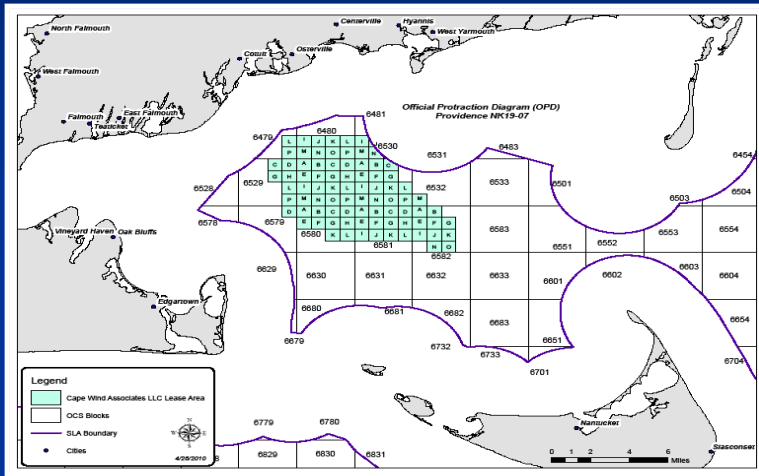 North Falmouth
Centerville
Hyannis
West Yarmouth
Cotuit
Osterville
West Falmouth
East Falmouth
Falmouth
Teaticket
Official Protraction Diagram (OPD)
Providence NK19-07
6481
6479 6480 6530 6531 6483 6454
L I J K L I
P M N O P M N
C D A B C D A B C
G H E F G H E F G H
L I J K L I J K L
P M N O P M N O P M
D A B C D A B C D A B
E F G H E F G H E F G
K L I J K L I J K
N O
6528 6529 6532 6533 6501 6503 6504
6578 6579 6580 6581 6582 6583 6551 6552 6553 6554
Vineyard Haven Oak Bluffs
6629 6630 6631 6632 6633 6601 6602 6603 6604
Edgartown
6679 6680 6681 6682 6683 6651 6654
6732 6733 6701 6704
Legend
Cape Wind Associates LLC Lease Area
OCS Blocks
SLA Boundary
Cities
N
W E
S
4/26/2010
6779 6780
6829 6830 6831
Nantucket
Siasconset
0 1 2 4 6
Miles